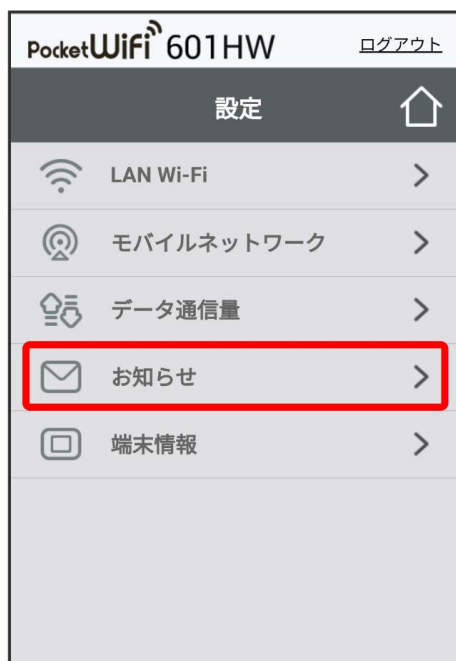 Pocket WiFi 601HW
ログアウト
設定
LAN Wi-Fi
モバイルネットワーク
データ通信量
お知らせ
端末情報